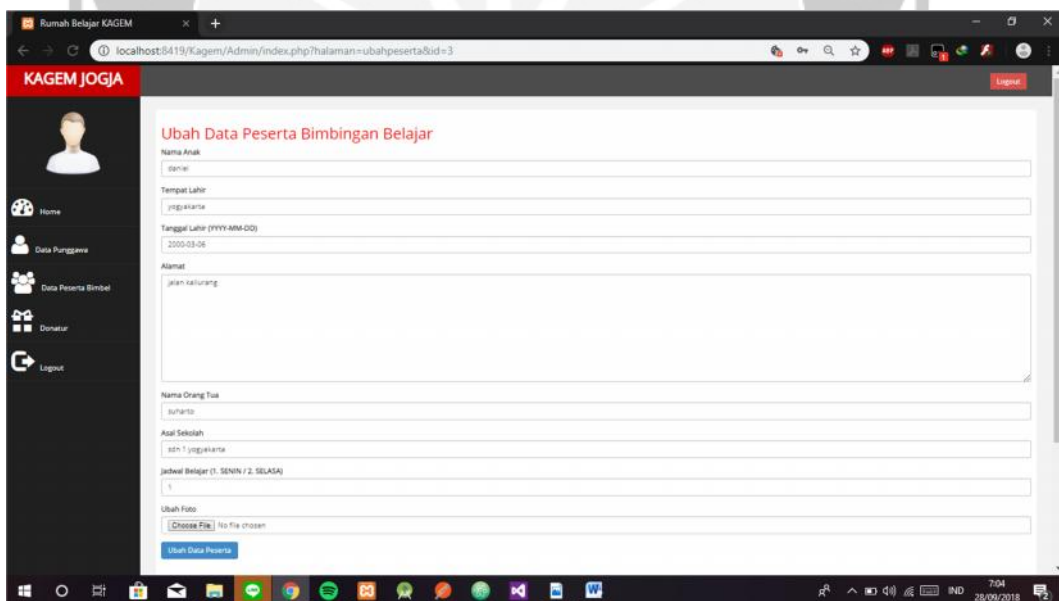 Rumah Belajar KAGEM
localhost:8419/Kagem/Admin/index.php?halaman=ubahpeserta&id=3
KAGEM JOGJA
Logout
Home
Data Punggawa
Data Peserta Bimbel
Donatur
Logout
Ubah Data Peserta Bimbingan Belajar
Nama Anak
daniel
Tempat Lahir
yogyakarta
Tanggal Lahir (YYYY-MM-DD)
2000-03-06
Alamat
jalan kaliurang
Nama Orang Tua
suharto
Asal Sekolah
sdn 1 yogyakarta
Jadwal Belajar (1. SENIN / 2. SELASA)
1
Ubah Foto
Choose File No file chosen
Ubah Data Peserta
IND
7:04
28/09/2018